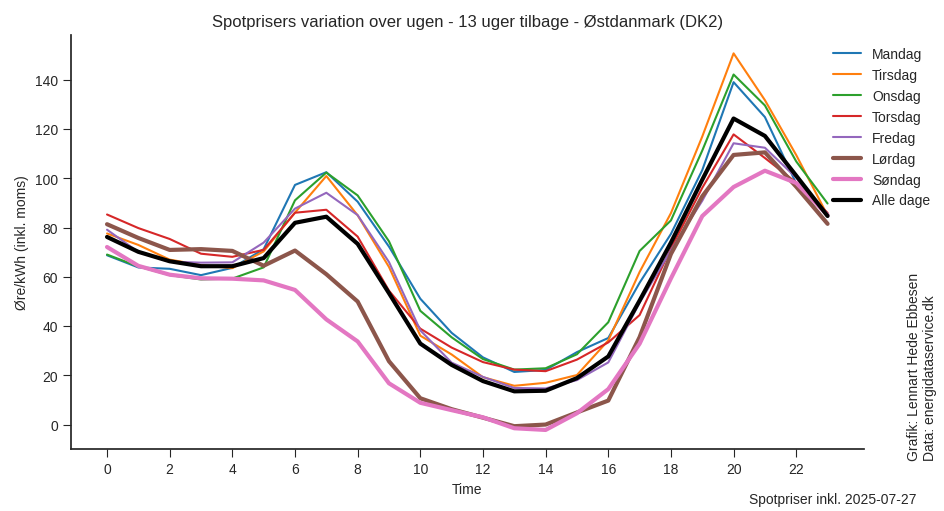 Spotprisers variation over ugen - 13 uger tilbage - Østdanmark (DK2)
Øre/kWh (inkl. moms)
140
120
100
80
60
40
20
0
0 2 4 6 8 10 12 14 16 18 20 22
Time
Mandag
Tirsdag
Onsdag
Torsdag
Fredag
Lørdag
Søndag
Alle dage
Grafik: Lennart Hede Ebbesen
Data: energidataservice.dk
Spotpriser inkl. 2025-07-27